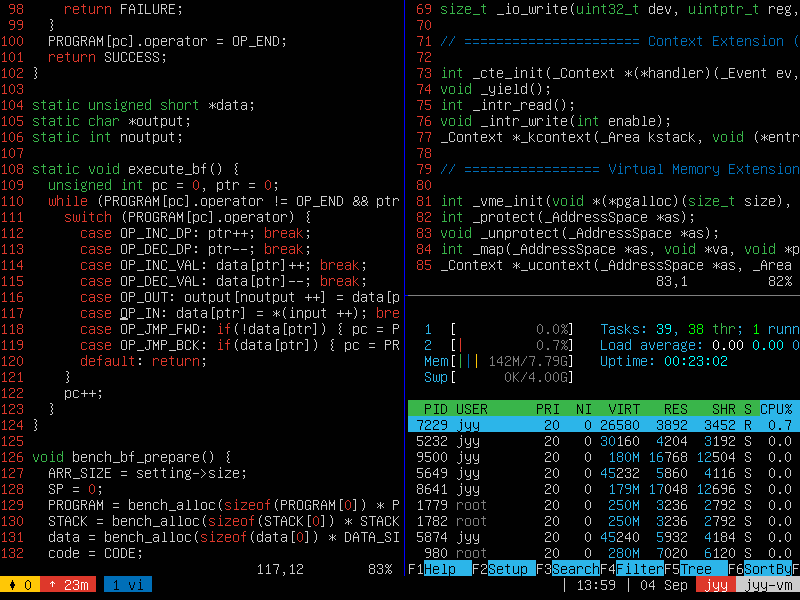 98     return FAILURE;
99   }
100   PROGRAM[pc].operator = OP_END;
101   return SUCCESS;
102 }
103
104 static unsigned short *data;
105 static char *output;
106 static int noutput;
107
108 static void execute_bf() {
109   unsigned int pc = 0, ptr = 0;
110   while (PROGRAM[pc].operator != OP_END && ptr
111     switch (PROGRAM[pc].operator) {
112       case OP_INC_DP: ptr++; break;
113       case OP_DEC_DP: ptr--; break;
114       case OP_INC_VAL: data[ptr]++; break;
115       case OP_DEC_VAL: data[ptr]--; break;
116       case OP_OUT: output[noutput ++] = data[p
117       case OP_IN: data[ptr] = *(input ++); bre
118       case OP_JMP_FWD: if(!data[ptr]) { pc = P
119       case OP_JMP_BCK: if(data[ptr]) { pc = PR
120       default: return;
121     }
122     pc++;
123   }
124 }
125
126 void bench_bf_prepare() {
127   ARR_SIZE = setting->size;
128   SP = 0;
129   PROGRAM = bench_alloc(sizeof(PROGRAM[0]) * P
130   STACK = bench_alloc(sizeof(STACK[0]) * STACK
131   data = bench_alloc(sizeof(data[0]) * DATA_SI
132   code = CODE;
117,12 83%
69 size_t _io_write(uint32_t dev, uintptr_t reg,
70
71 // ====================== Context Extension (
72
73 int _cte_init(_Context *(*handler)(_Event ev,
74 void _yield();
75 int _intr_read();
76 void _intr_write(int enable);
77 _Context *_kcontext(_Area kstack, void (*entr
78
79 // ================= Virtual Memory Extension
80
81 int _vme_init(void *(*pgalloc)(size_t size),
82 int _protect(_AddressSpace *as);
83 void _unprotect(_AddressSpace *as);
84 int _map(_AddressSpace *as, void *va, void *p
85 _Context *_ucontext(_AddressSpace *as, _Area
83,1 82%
1 [ 0.0%] Tasks: 39, 38 thr; 1 runn
2 [| 0.7%] Load average: 0.00 0.00 0
Mem[||| 142M/7.79G] Uptime: 00:23:02
Swp[ 0K/4.00G]
PID USER PRI NI VIRT RES SHR S CPU%
7229 jyy 20 0 26580 3892 3452 R 0.7
5232 jyy 20 0 30160 4204 3192 S 0.0
9500 jyy 20 0 180M 16768 12504 S 0.0
5649 jyy 20 0 45232 5860 4116 S 0.0
8641 jyy 20 0 179M 17048 12696 S 0.0
1779 root 20 0 250M 3236 2792 S 0.0
1782 root 20 0 250M 3236 2792 S 0.0
5874 jyy 20 0 45240 5932 4184 S 0.0
980 root 20 0 280M 7020 6120 S 0.0
F1Help F2Setup F3Search F4Filter F5Tree F6SortBy F
♦ 0 ↑ 23m 1 vi | 13:59 | 04 Sep jyy jyy-vm